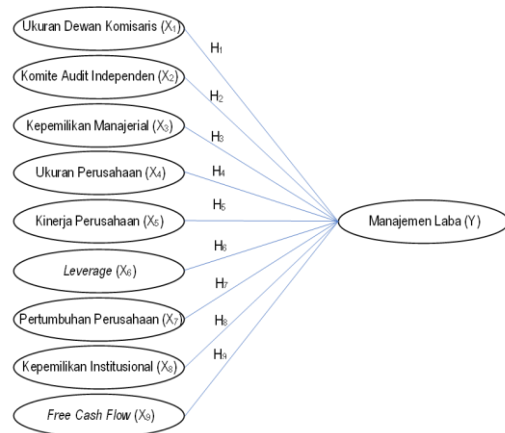 Ukuran Dewan Komisaris (X₁)
H₁
Komite Audit Independen (X₂)
H₂
Kepemilikan Manajerial (X₃)
H₃
Ukuran Perusahaan (X₄)
H₄
Kinerja Perusahaan (X₅)
H₅
Manajemen Laba (Y)
Leverage (X₆)
H₆
Pertumbuhan Perusahaan (X₇)
H₇
Kepemilikan Institusional (X₈)
H₈
Free Cash Flow (X₉)
H₉